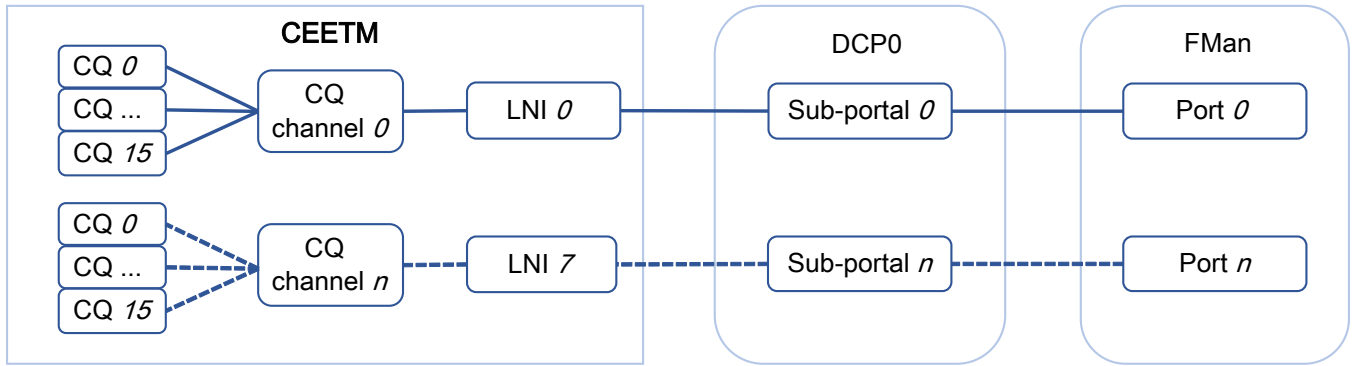 CEETM
DCP0
FMan
CQ 0
CQ ...
CQ 15
CQ
channel 0
LNI 0
Sub-portal 0
Port 0
CQ 0
CQ ...
CQ 15
CQ
channel n
LNI 7
Sub-portal n
Port n